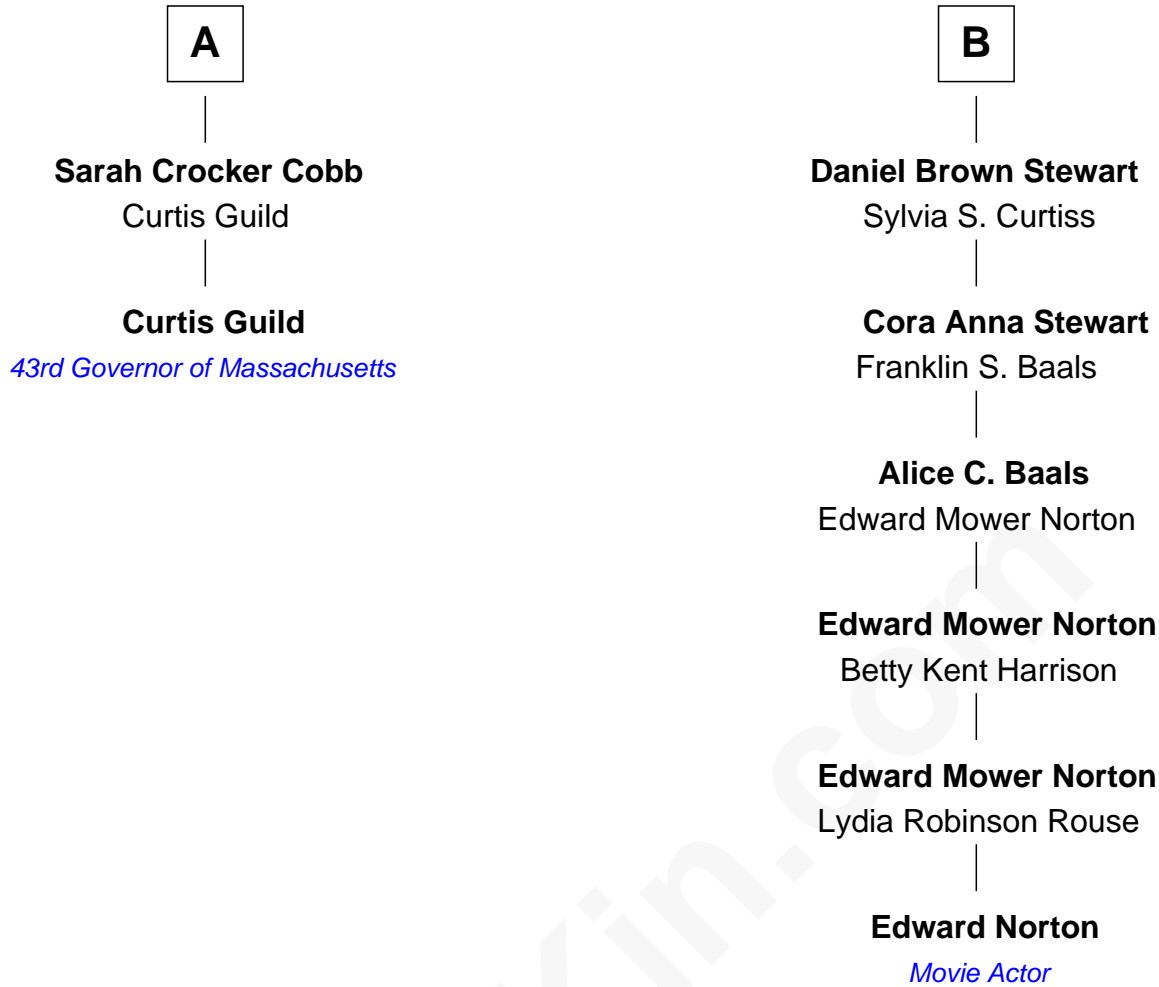 A
Sarah Crocker Cobb
Curtis Guild
Curtis Guild
43rd Governor of Massachusetts
B
Daniel Brown Stewart
Sylvia S. Curtiss
Cora Anna Stewart
Franklin S. Baals
Alice C. Baals
Edward Mower Norton
Edward Mower Norton
Betty Kent Harrison
Edward Mower Norton
Lydia Robinson Rouse
Edward Norton
Movie Actor
Kin.com